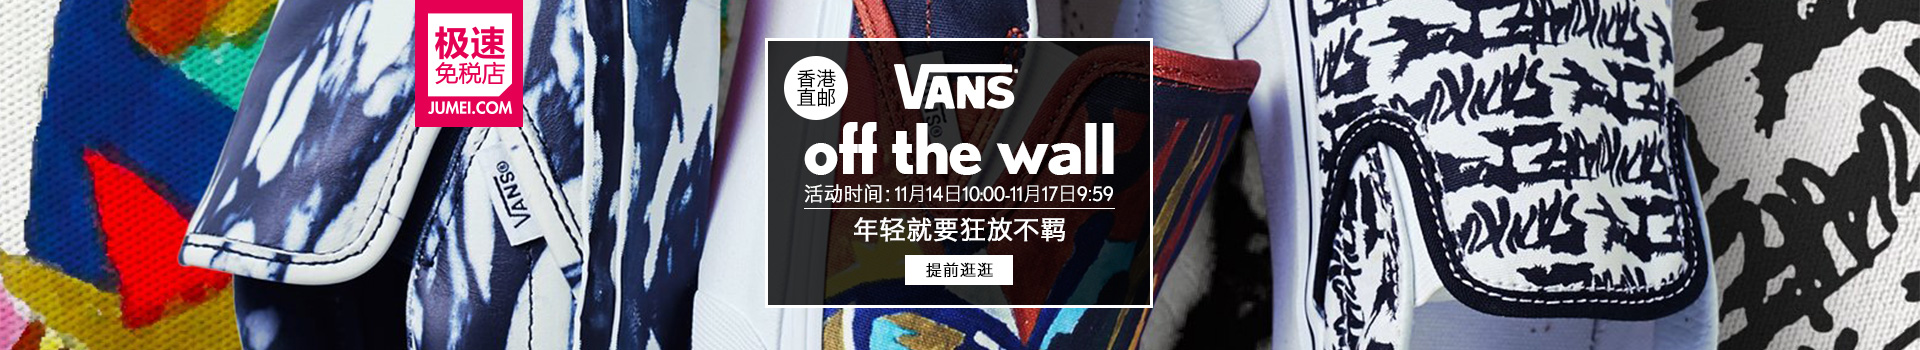 极速
免税店
JUMEI.COM
香港
直邮
VANS
off the wall
活动时间:11月14日10:00-11月17日9:59
年轻就要狂放不羁
提前逛逛
VANS®
VANS®